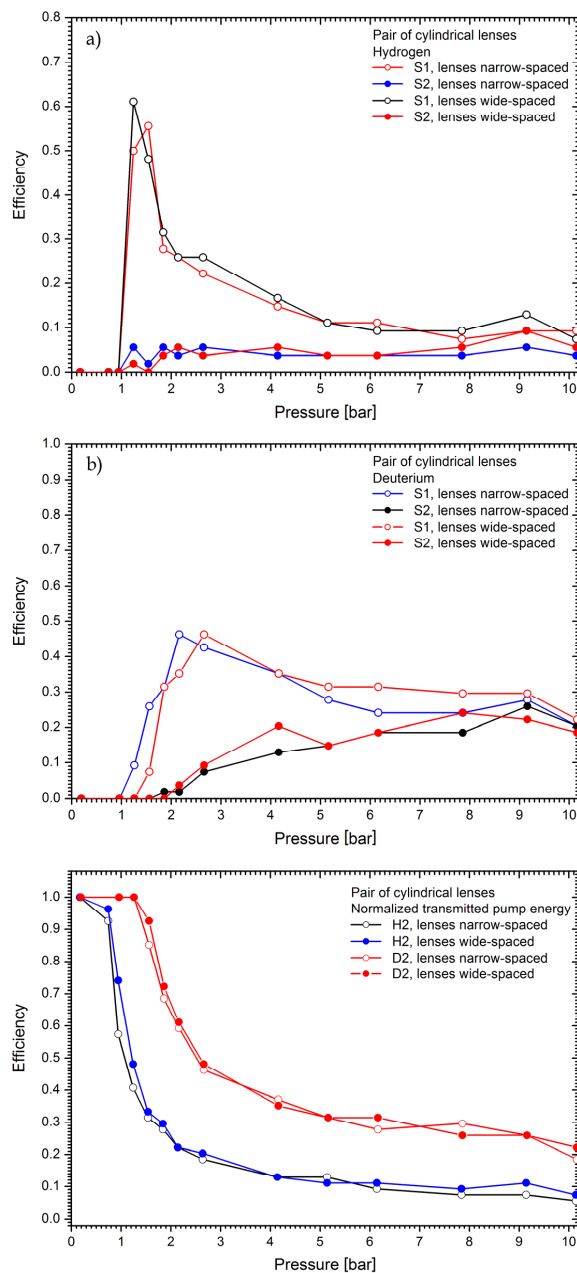 0.8
a)
Pair of cylindrical lenses
Hydrogen
0.7
S1, lenses narrow-spaced
S2, lenses narrow-spaced
0.6
S1, lenses wide-spaced
S2, lenses wide-spaced
0.5
Efficiency
0.4
0.3
0.2
0.1
0.0
0 1 2 3 4 5 6 7 8 9 10
Pressure [bar]
1.0
b)
Pair of cylindrical lenses
Deuterium
0.9
S1, lenses narrow-spaced
S2, lenses narrow-spaced
0.8
S1, lenses wide-spaced
S2, lenses wide-spaced
0.7
0.6
Efficiency
0.5
0.4
0.3
0.2
0.1
0.0
0 1 2 3 4 5 6 7 8 9 10
Pressure [bar]
1.0
Pair of cylindrical lenses
Normalized transmitted pump energy
0.9
H2, lenses narrow-spaced
H2, lenses wide-spaced
0.8
D2, lenses narrow-spaced
D2, lenses wide-spaced
0.7
0.6
Efficiency
0.5
0.4
0.3
0.2
0.1
0.0
0 1 2 3 4 5 6 7 8 9 10
Pressure [bar]